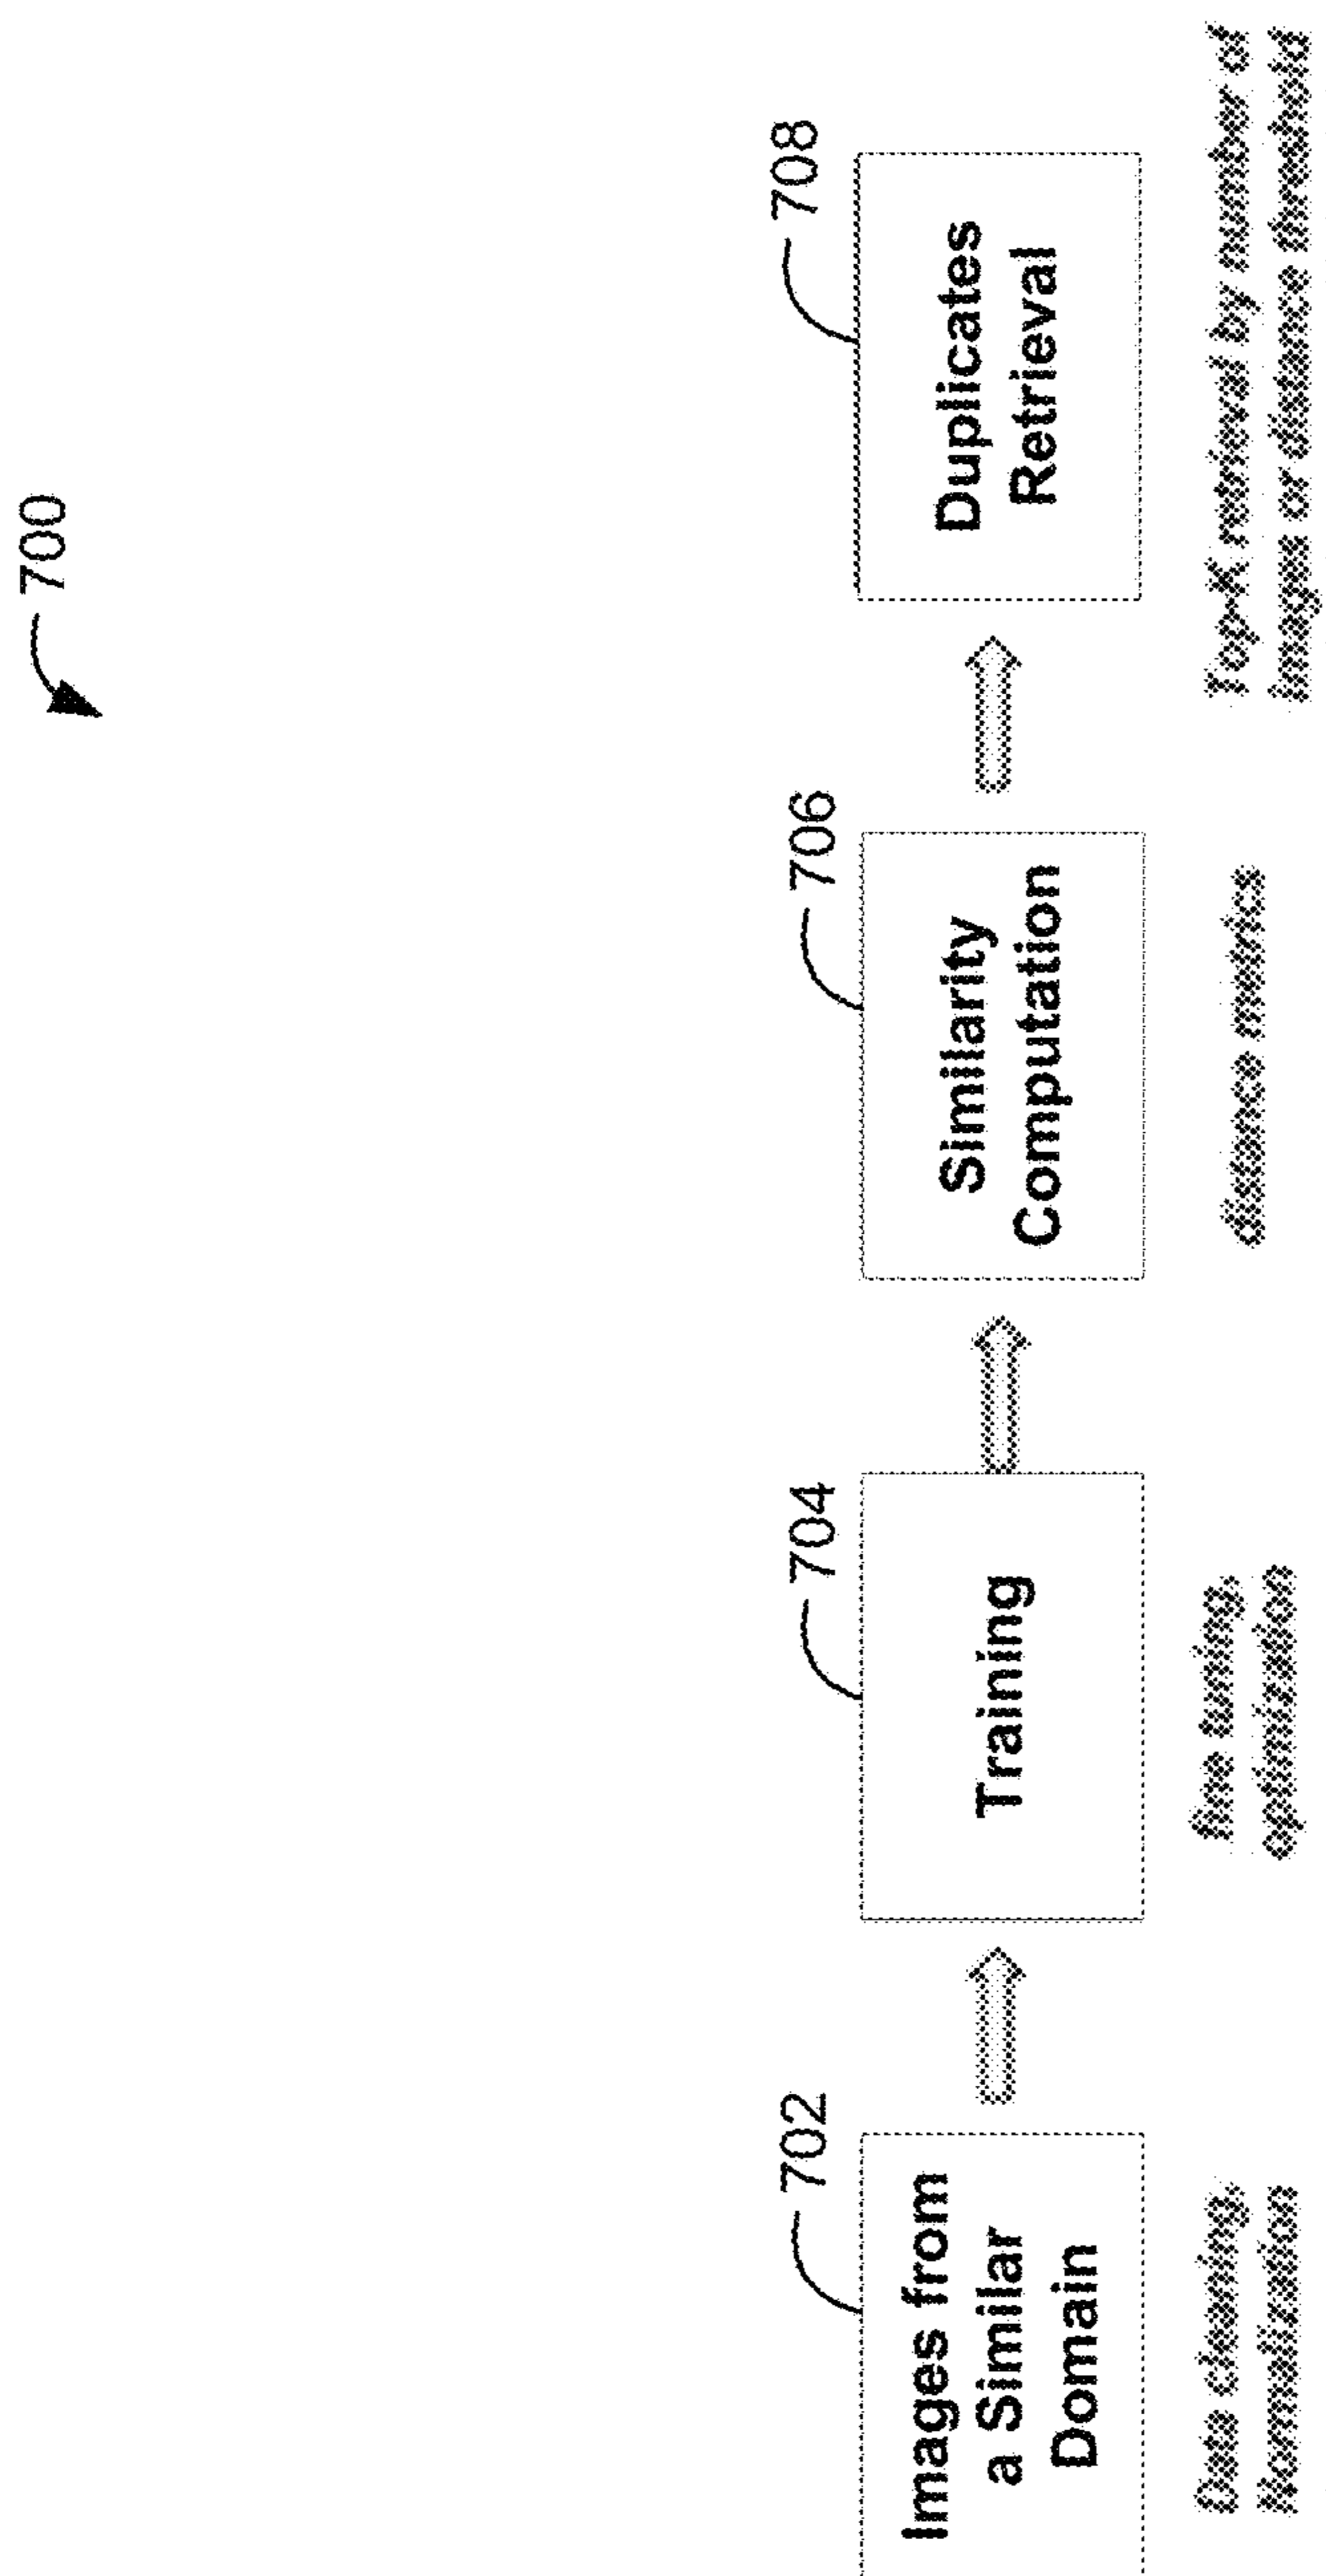 700
702
Images from
a Similar
Domain
Data cleaning,
Normalization
704
Training
fine tuning,
optimization
706
Similarity
Computation
distance metrics
708
Duplicates
Retrieval
Top-K retrieval by number of
images or distance threshold